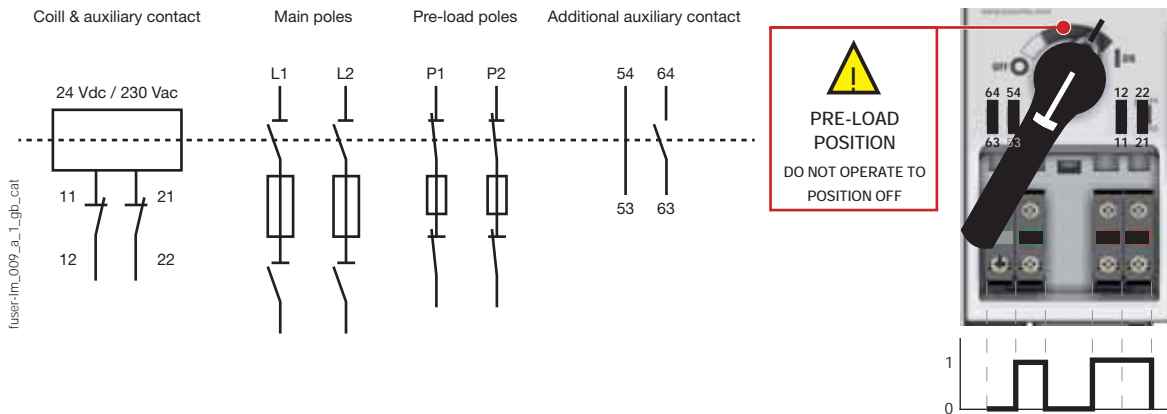 Coill & auxiliary contact
Main poles
Pre-load poles
Additional auxiliary contact
24 Vdc / 230 Vac
L1
L2
P1
P2
54
64
11
21
12
22
53
63
fuser-lm_009_a_1_gb_cat
PRE-LOAD
POSITION
DO NOT OPERATE TO
POSITION OFF
OFF
ON
64 54
12 22
63 53
11 21
1
0